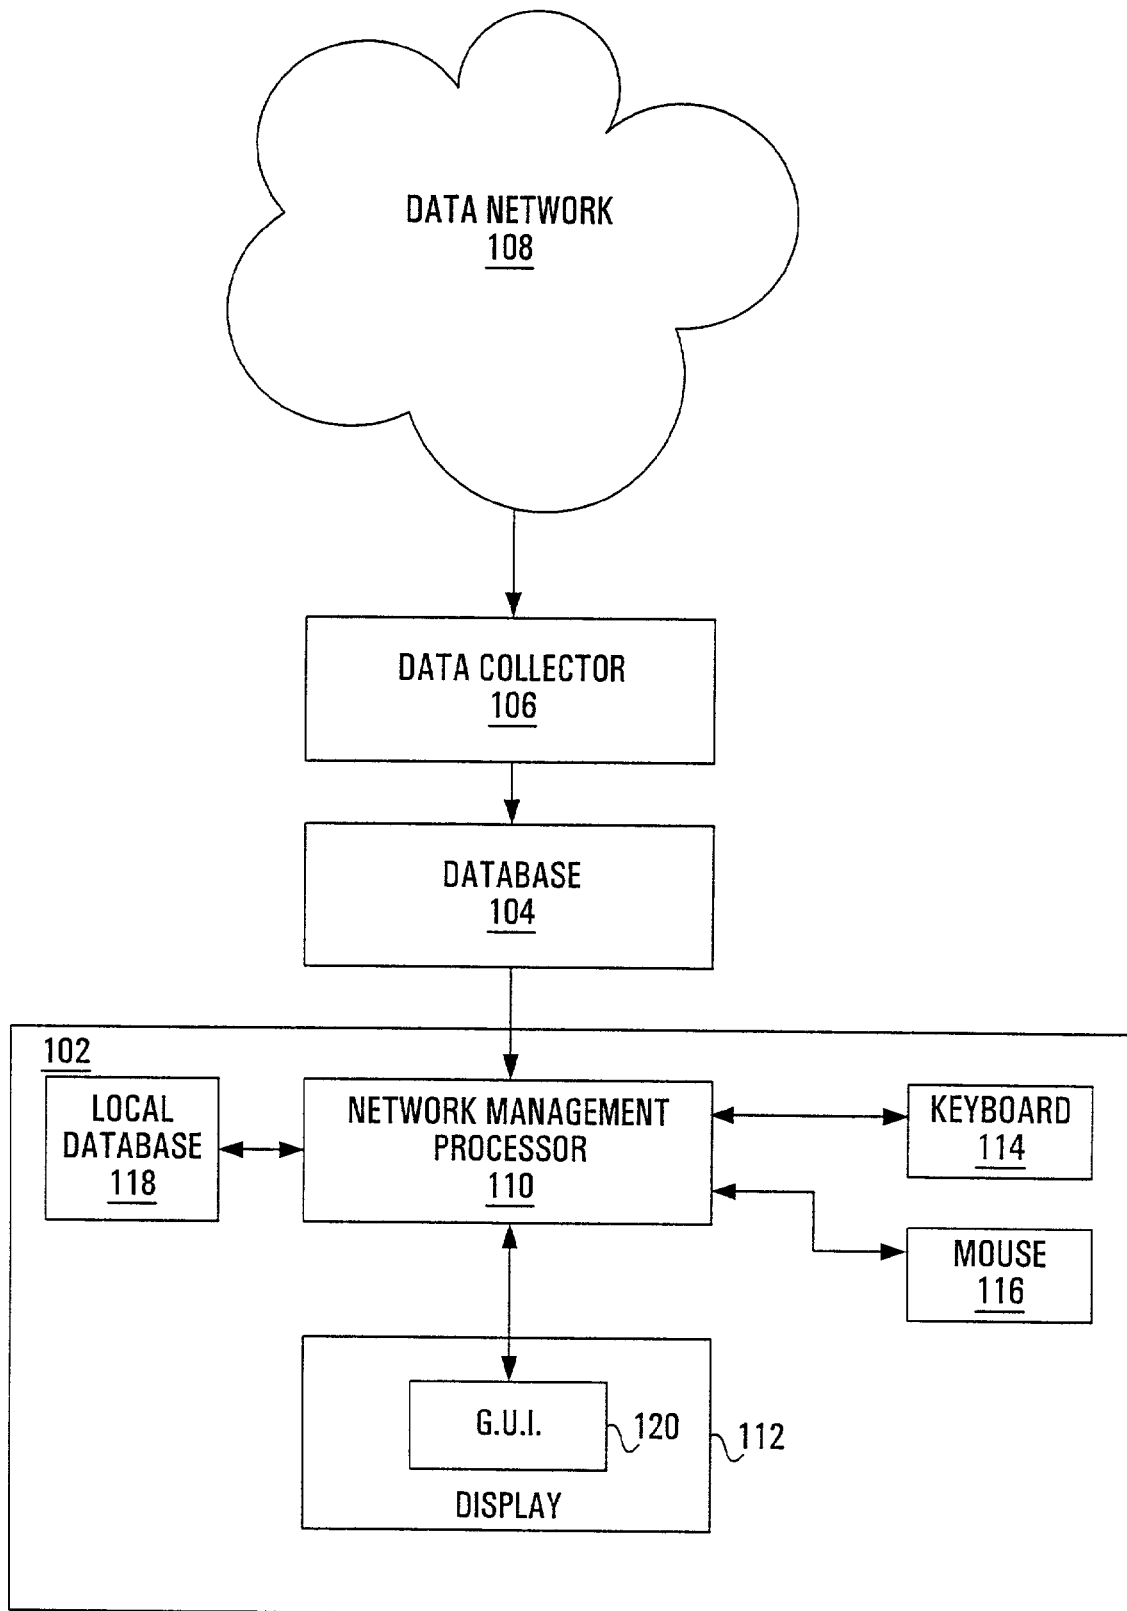 DATA NETWORK
108
DATA COLLECTOR
106
DATABASE
104
102
LOCAL
DATABASE
118
NETWORK MANAGEMENT
PROCESSOR
110
KEYBOARD
114
MOUSE
116
G.U.I.
120
112
DISPLAY